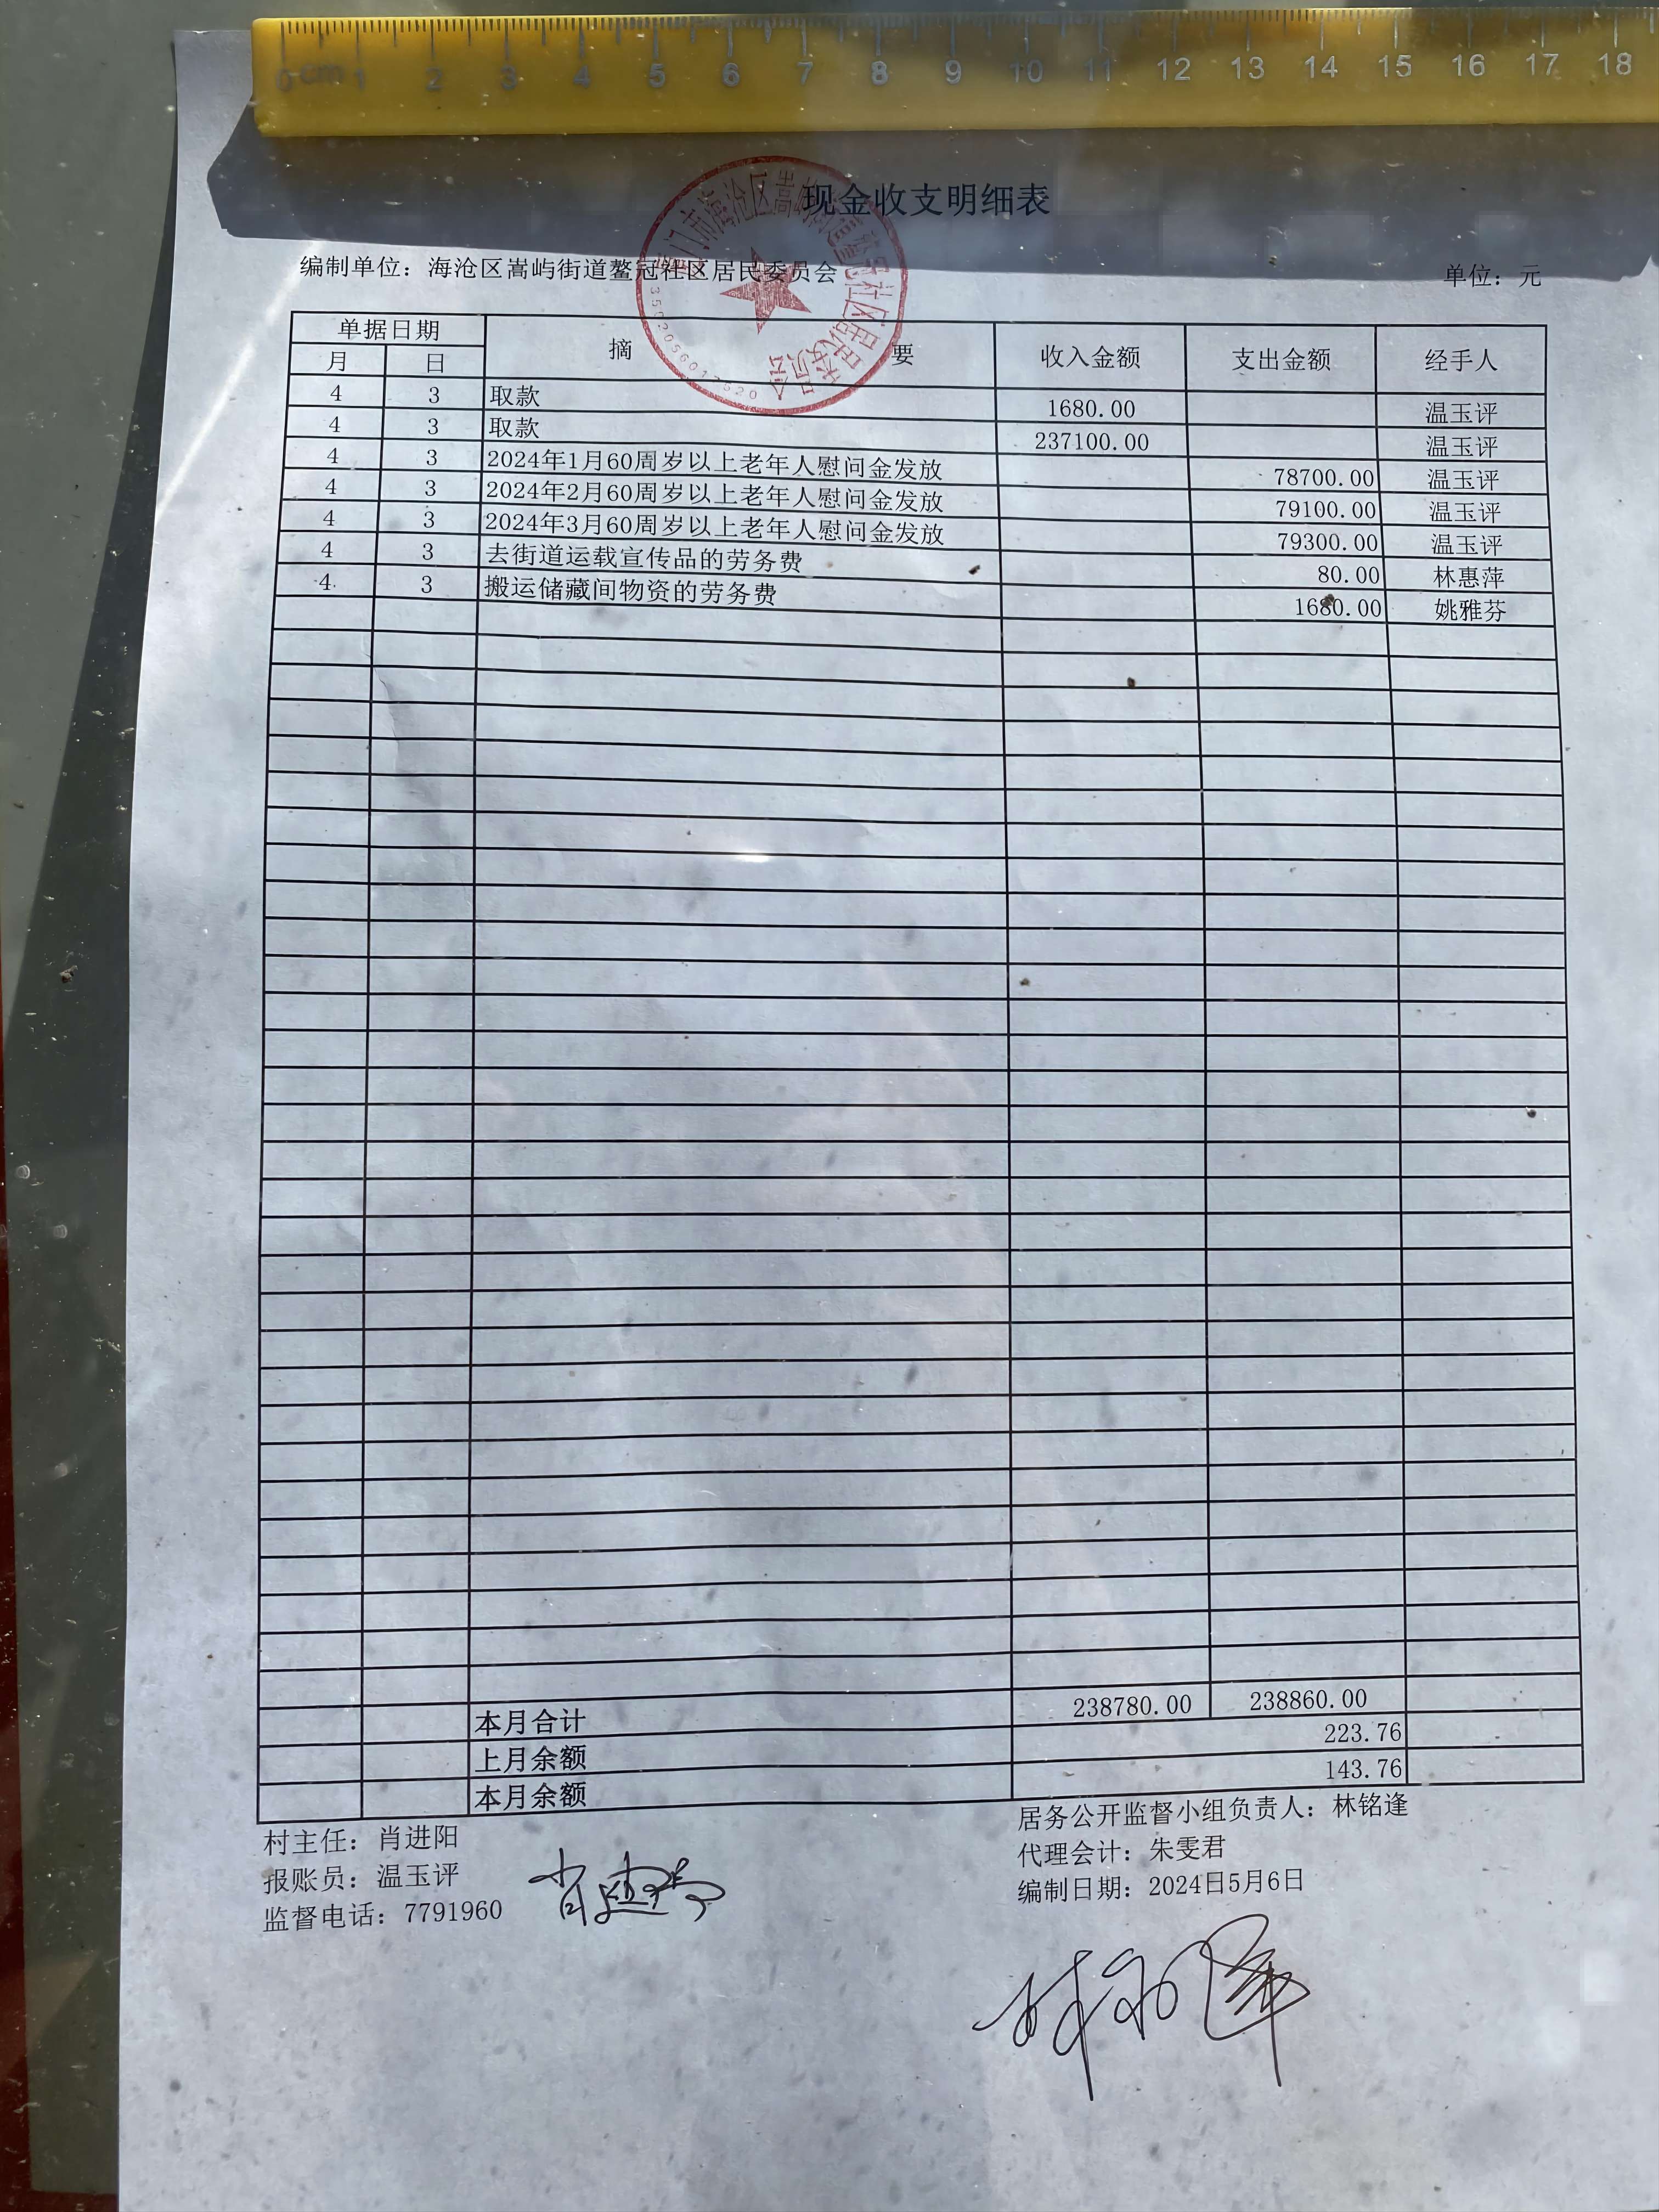 0 cm 1 2 3 4 5 6 7 8 9 10 11 12 13 14 15 16 17 18
现金收支明细表
编制单位：海沧区嵩屿街道鳌冠社区居民委员会 单位：元
单据日期 摘 要 收入金额 支出金额 经手人
月 日
4 3 取款 1680.00 温玉评
4 3 取款 237100.00 温玉评
4 3 2024年1月60周岁以上老年人慰问金发放 78700.00 温玉评
4 3 2024年2月60周岁以上老年人慰问金发放 79100.00 温玉评
4 3 2024年3月60周岁以上老年人慰问金发放 79300.00 温玉评
4 3 去街道运载宣传品的劳务费 80.00 林惠萍
4 3 搬运储藏间物资的劳务费 1680.00 姚雅芬
本月合计 238780.00 238860.00
上月余额 223.76
本月余额 143.76
村主任：肖进阳 居务公开监督小组负责人：林铭逢
报账员：温玉评 代理会计：朱雯君
监督电话：7791960 编制日期：2024日5月6日